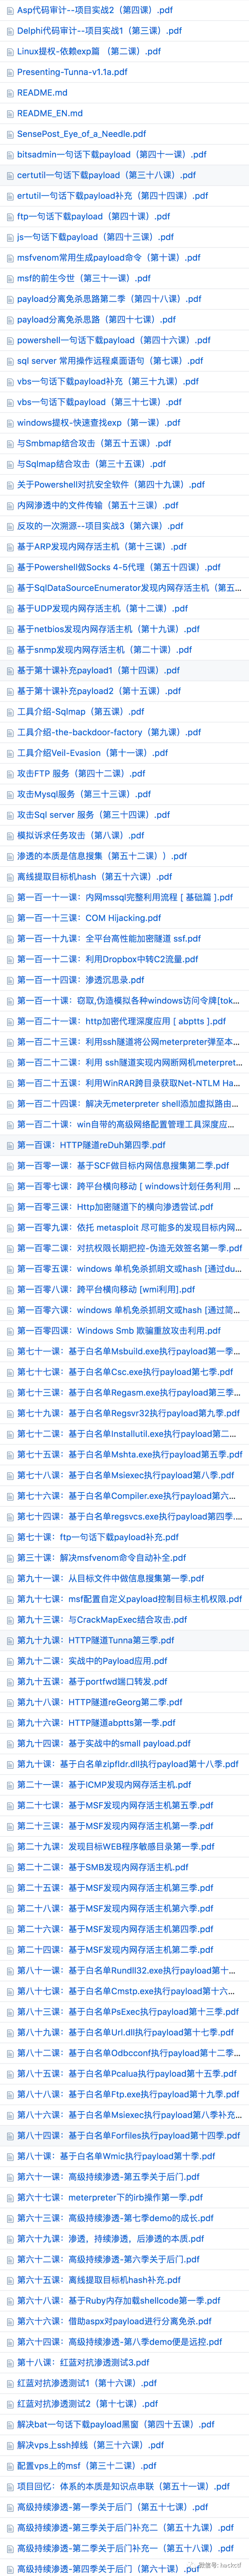 Asp代码审计--项目实战2（第四课）.pdf
Delphi代码审计--项目实战1（第三课）.pdf
Linux提权-依赖exp篇 （第二课）.pdf
Presenting-Tunna-v1.1a.pdf
README.md
README_EN.md
SensePost_Eye_of_a_Needle.pdf
bitsadmin一句话下载payload（第四十一课）.pdf
certutil一句话下载payload（第三十八课）.pdf
ertutil一句话下载payload补充（第四十四课）.pdf
ftp一句话下载payload（第四十课）.pdf
js一句话下载payload（第四十三课）.pdf
msfvenom常用生成payload命令（第十课）.pdf
msf的前生今世（第三十一课）.pdf
payload分离免杀思路第二季（第四十八课）.pdf
payload分离免杀思路（第四十七课）.pdf
powershell一句话下载payload（第四十六课）.pdf
sql server 常用操作远程桌面语句（第七课）.pdf
vbs一句话下载payload补充（第三十九课）.pdf
vbs一句话下载payload（第三十七课）.pdf
windows提权-快速查找exp（第一课）.pdf
与Smbmap结合攻击（第五十五课）.pdf
与Sqlmap结合攻击（第三十五课）.pdf
关于Powershell对抗安全软件（第四十九课）.pdf
内网渗透中的文件传输（第五十三课）.pdf
反攻的一次溯源--项目实战3（第六课）.pdf
基于ARP发现内网存活主机（第十三课）.pdf
基于Powershell做Socks 4-5代理（第五十四课）.pdf
基于SqlDataSourceEnumerator发现内网存活主机（第五...
基于UDP发现内网存活主机（第十二课）.pdf
基于netbios发现内网存活主机（第十九课）.pdf
基于snmp发现内网存活主机（第二十课）.pdf
基于第十课补充payload1（第十四课）.pdf
基于第十课补充payload2（第十五课）.pdf
工具介绍-Sqlmap（第五课）.pdf
工具介绍-the-backdoor-factory（第九课）.pdf
工具介绍Veil-Evasion（第十一课）.pdf
攻击FTP 服务（第四十二课）.pdf
攻击Mysql服务（第三十三课）.pdf
攻击Sql server 服务（第三十四课）.pdf
模拟诉求任务攻击（第八课）.pdf
渗透的本质是信息搜集（第五十二课））.pdf
离线提取目标机hash（第五十六课）.pdf
第一百一十一课：内网mssql完整利用流程 [ 基础篇 ].pdf
第一百一十三课：COM Hijacking.pdf
第一百一十九课：全平台高性能加密隧道 ssf.pdf
第一百一十二课：利用Dropbox中转C2流量.pdf
第一百一十四课：渗透沉思录.pdf
第一百一十课：窃取,伪造模拟各种windows访问令牌[tok...
第一百二十一课：http加密代理深度应用 [ abptts ].pdf
第一百二十三课：利用ssh隧道将公网meterpreter弹至本...
第一百二十二课：利用 ssh隧道实现内网断网机meterpret...
第一百二十五课：利用WinRAR跨目录获取Net-NTLM Ha...
第一百二十四课：解决无meterpreter shell添加虚拟路由...
第一百二十课：win自带的高级网络配置管理工具深度应...
第一百课：HTTP隧道reDuh第四季.pdf
第一百零一课：基于SCF做目标内网信息搜集第二季.pdf
第一百零七课：跨平台横向移动 [ windows计划任务利用 ...
第一百零三课：Http加密隧道下的横向渗透尝试.pdf
第一百零九课：依托 metasploit 尽可能多的发现目标内网...
第一百零二课：对抗权限长期把控-伪造无效签名第一季.pdf
第一百零五课：windows 单机免杀抓明文或hash [通过du...
第一百零八课：跨平台横向移动 [wmi利用].pdf
第一百零六课：windows 单机免杀抓明文或hash [通过简...
第一百零四课：Windows Smb 欺骗重放攻击利用.pdf
第七十一课：基于白名单Msbuild.exe执行payload第一季...
第七十七课：基于白名单Csc.exe执行payload第七季.pdf
第七十三课：基于白名单Regasm.exe执行payload第三季...
第七十九课：基于白名单Regsvr32执行payload第九季.pdf
第七十二课：基于白名单Installutil.exe执行payload第二...
第七十五课：基于白名单Mshta.exe执行payload第五季.pdf
第七十八课：基于白名单Msiexec执行payload第八季.pdf
第七十六课：基于白名单Compiler.exe执行payload第六...
第七十四课：基于白名单regsvcs.exe执行payload第四季...
第七十课：ftp一句话下载payload补充.pdf
第三十课：解决msfvenom命令自动补全.pdf
第九十一课：从目标文件中做信息搜集第一季.pdf
第九十七课：msf配置自定义payload控制目标主机权限.pdf
第九十三课：与CrackMapExec结合攻击.pdf
第九十九课：HTTP隧道Tunna第三季.pdf
第九十二课：实战中的Payload应用.pdf
第九十五课：基于portfwd端口转发.pdf
第九十八课：HTTP隧道reGeorg第二季.pdf
第九十六课：HTTP隧道abptts第一季.pdf
第九十四课：基于实战中的small payload.pdf
第九十课：基于白名单zipfldr.dll执行payload第十八季.pdf
第二十一课：基于ICMP发现内网存活主机.pdf
第二十七课：基于MSF发现内网存活主机第五季.pdf
第二十三课：基于MSF发现内网存活主机第一季.pdf
第二十九课：发现目标WEB程序敏感目录第一季.pdf
第二十二课：基于SMB发现内网存活主机.pdf
第二十五课：基于MSF发现内网存活主机第三季.pdf
第二十八课：基于MSF发现内网存活主机第六季.pdf
第二十六课：基于MSF发现内网存活主机第四季.pdf
第二十四课：基于MSF发现内网存活主机第二季.pdf
第八十一课：基于白名单Rundll32.exe执行payload第十...
第八十七课：基于白名单Cmstp.exe执行payload第十六...
第八十三课：基于白名单PsExec执行payload第十三季.pdf
第八十九课：基于白名单Url.dll执行payload第十七季.pdf
第八十二课：基于白名单Odbcconf执行payload第十二季...
第八十五课：基于白名单Pcalua执行payload第十五季.pdf
第八十八课：基于白名单Ftp.exe执行payload第十九季.pdf
第八十六课：基于白名单Msiexec执行payload第八季补充...
第八十四课：基于白名单Forfiles执行payload第十四季.pdf
第八十课：基于白名单Wmic执行payload第十季.pdf
第六十一课：高级持续渗透-第五季关于后门.pdf
第六十七课：meterpreter下的irb操作第一季.pdf
第六十三课：高级持续渗透-第七季demo的成长.pdf
第六十九课：渗透，持续渗透，后渗透的本质.pdf
第六十二课：高级持续渗透-第六季关于后门.pdf
第六十五课：离线提取目标机hash补充.pdf
第六十八课：基于Ruby内存加载shellcode第一季.pdf
第六十六课：借助aspx对payload进行分离免杀.pdf
第六十四课：高级持续渗透-第八季demo便是远控.pdf
第十八课：红蓝对抗渗透测试3.pdf
红蓝对抗渗透测试1（第十六课）.pdf
红蓝对抗渗透测试2（第十七课）.pdf
解决bat一句话下载payload黑窗（第四十五课）.pdf
解决vps上ssh掉线（第三十六课）.pdf
配置vps上的msf（第三十二课）.pdf
项目回忆：体系的本质是知识点串联（第五十一课）.pdf
高级持续渗透-第一季关于后门（第五十七课）.pdf
高级持续渗透-第三季关于后门补充二（第五十九课）.pdf
高级持续渗透-第二季关于后门补充一（第五十八课）.pdf
高级持续渗透-第四季关于后门（第六十课）.pdf